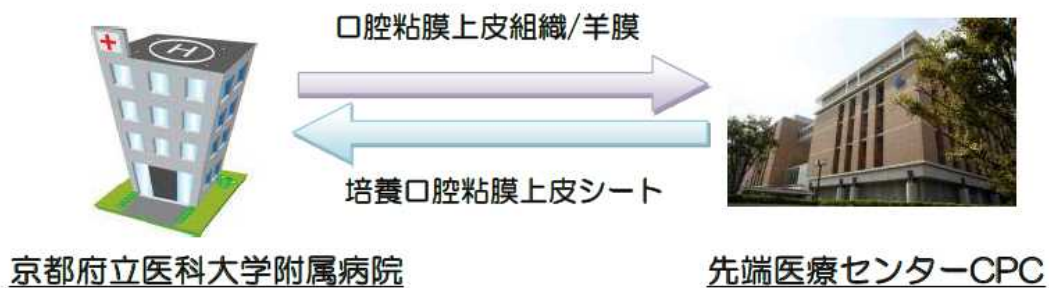 口腔粘膜上皮組織/羊膜
H
培養口腔粘膜上皮シート
京都府立医科大学附属病院
先端医療センターCPC